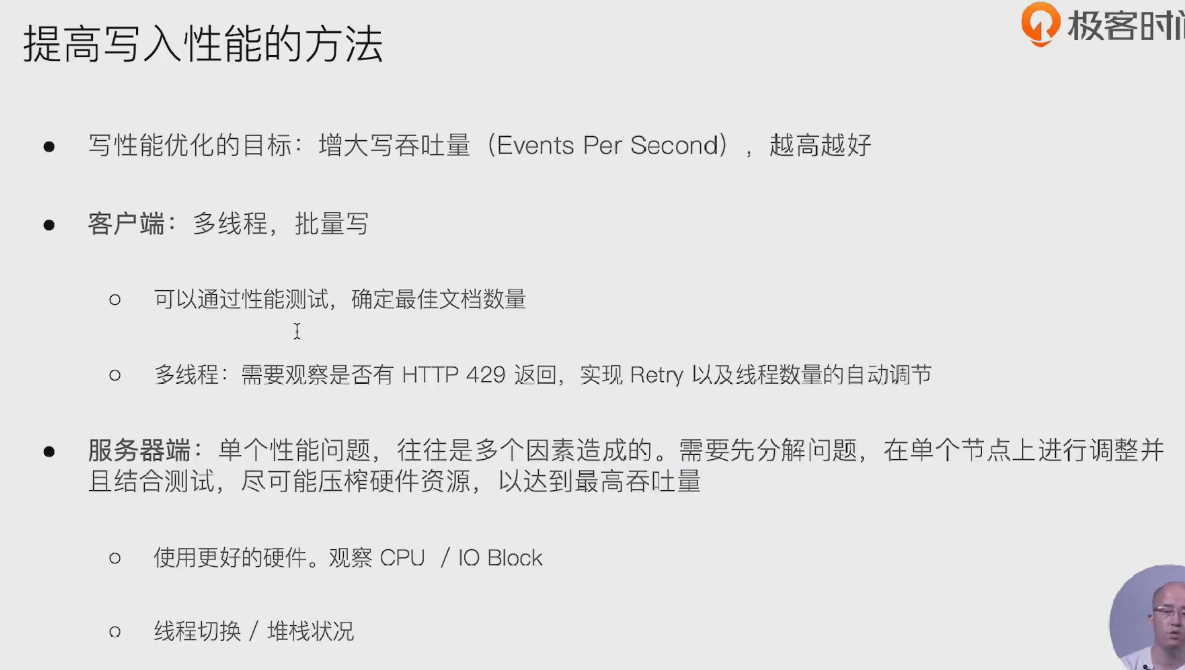 提高写入性能的方法
极客时间
写性能优化的目标：增大写吞吐量（Events Per Second），越高越好
客户端：多线程，批量写
可以通过性能测试，确定最佳文档数量
多线程：需要观察是否有 HTTP 429 返回，实现 Retry 以及线程数量的自动调节
服务器端：单个性能问题，往往是多个因素造成的。需要先分解问题，在单个节点上进行调整并
且结合测试，尽可能压榨硬件资源，以达到最高吞吐量
使用更好的硬件。观察 CPU / IO Block
线程切换 / 堆栈状况